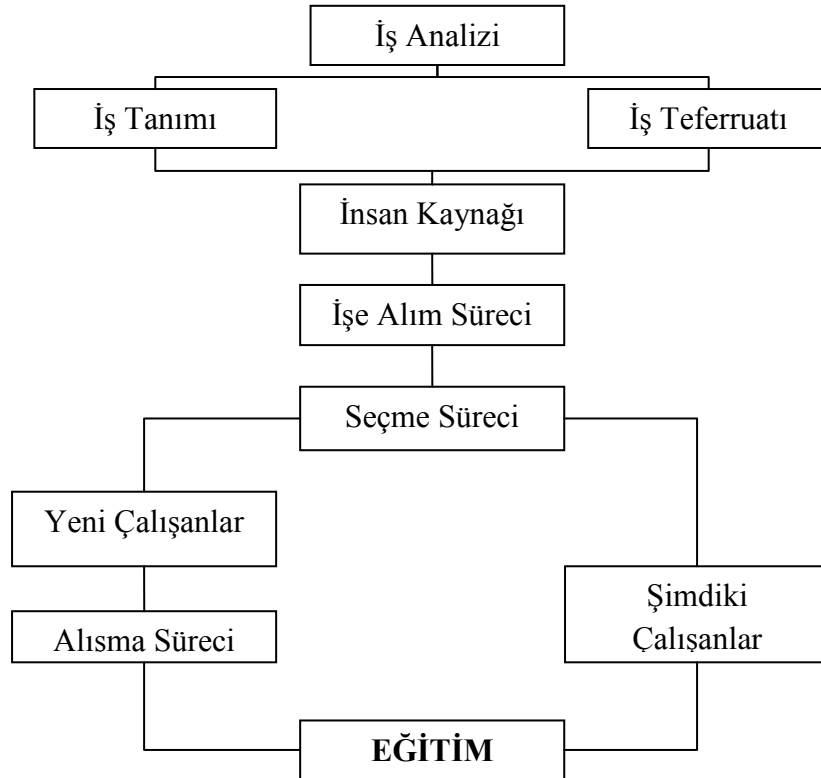 İş Analizi
İş Tanımı
İş Teferruatı
İnsan Kaynağı
İşe Alım Süreci
Seçme Süreci
Yeni Çalışanlar
Şimdiki
Çalışanlar
Alısma Süreci
EĞİTİM